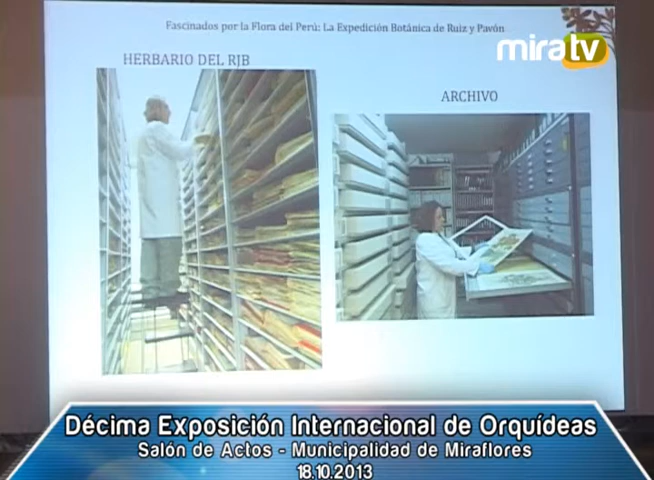 Fascinados por la Flora del Perú: La Expedición Botánica de Ruiz y Pavón
miratv
HERBARIO DEL RJB
ARCHIVO
Décima Exposición Internacional de Orquídeas
Salón de Actos - Municipalidad de Miraflores
18.10.2013